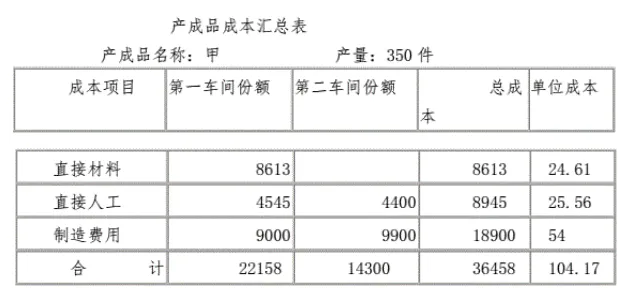 产成品成本汇总表
产成品名称：甲 产量：350 件
成本项目 第一车间份额 第二车间份额 总成本 单位成本
直接材料 8613 8613 24.61
直接人工 4545 4400 8945 25.56
制造费用 9000 9900 18900 54
合 计 22158 14300 36458 104.17